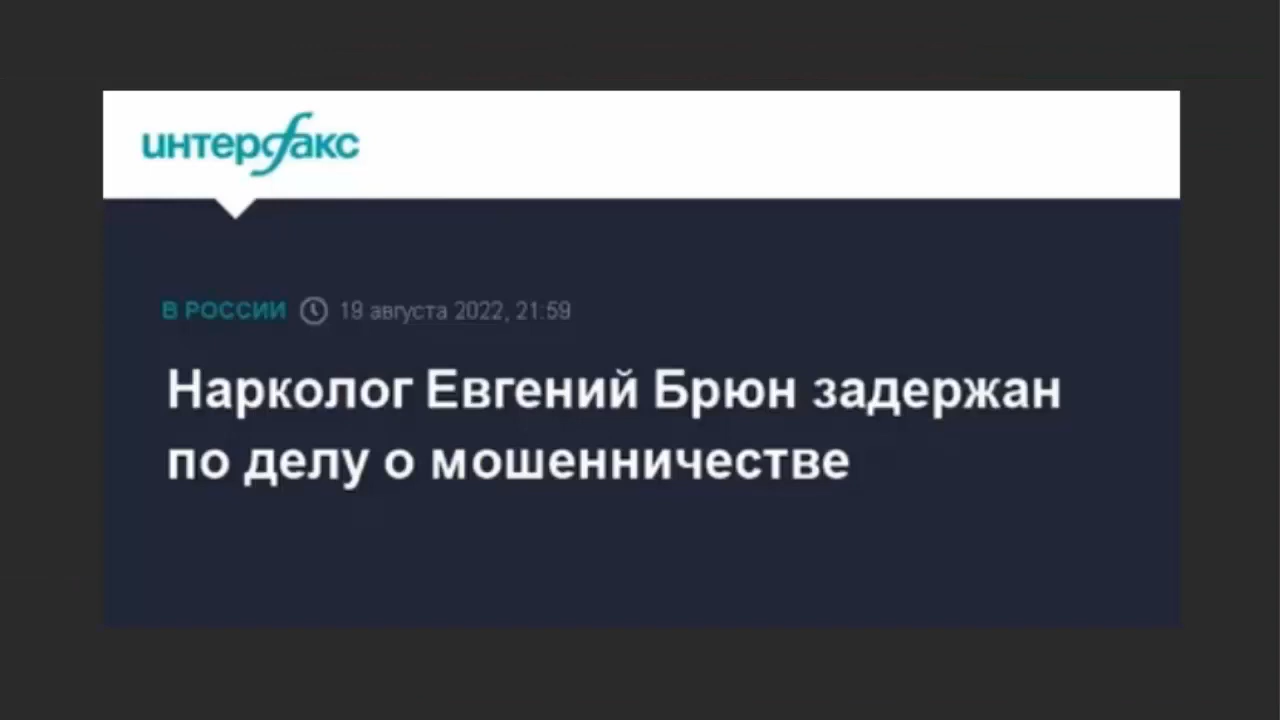 интерфакс
В РОССИИ 19 августа 2022, 21:59
Нарколог Евгений Брюн задержан
по делу о мошенничестве